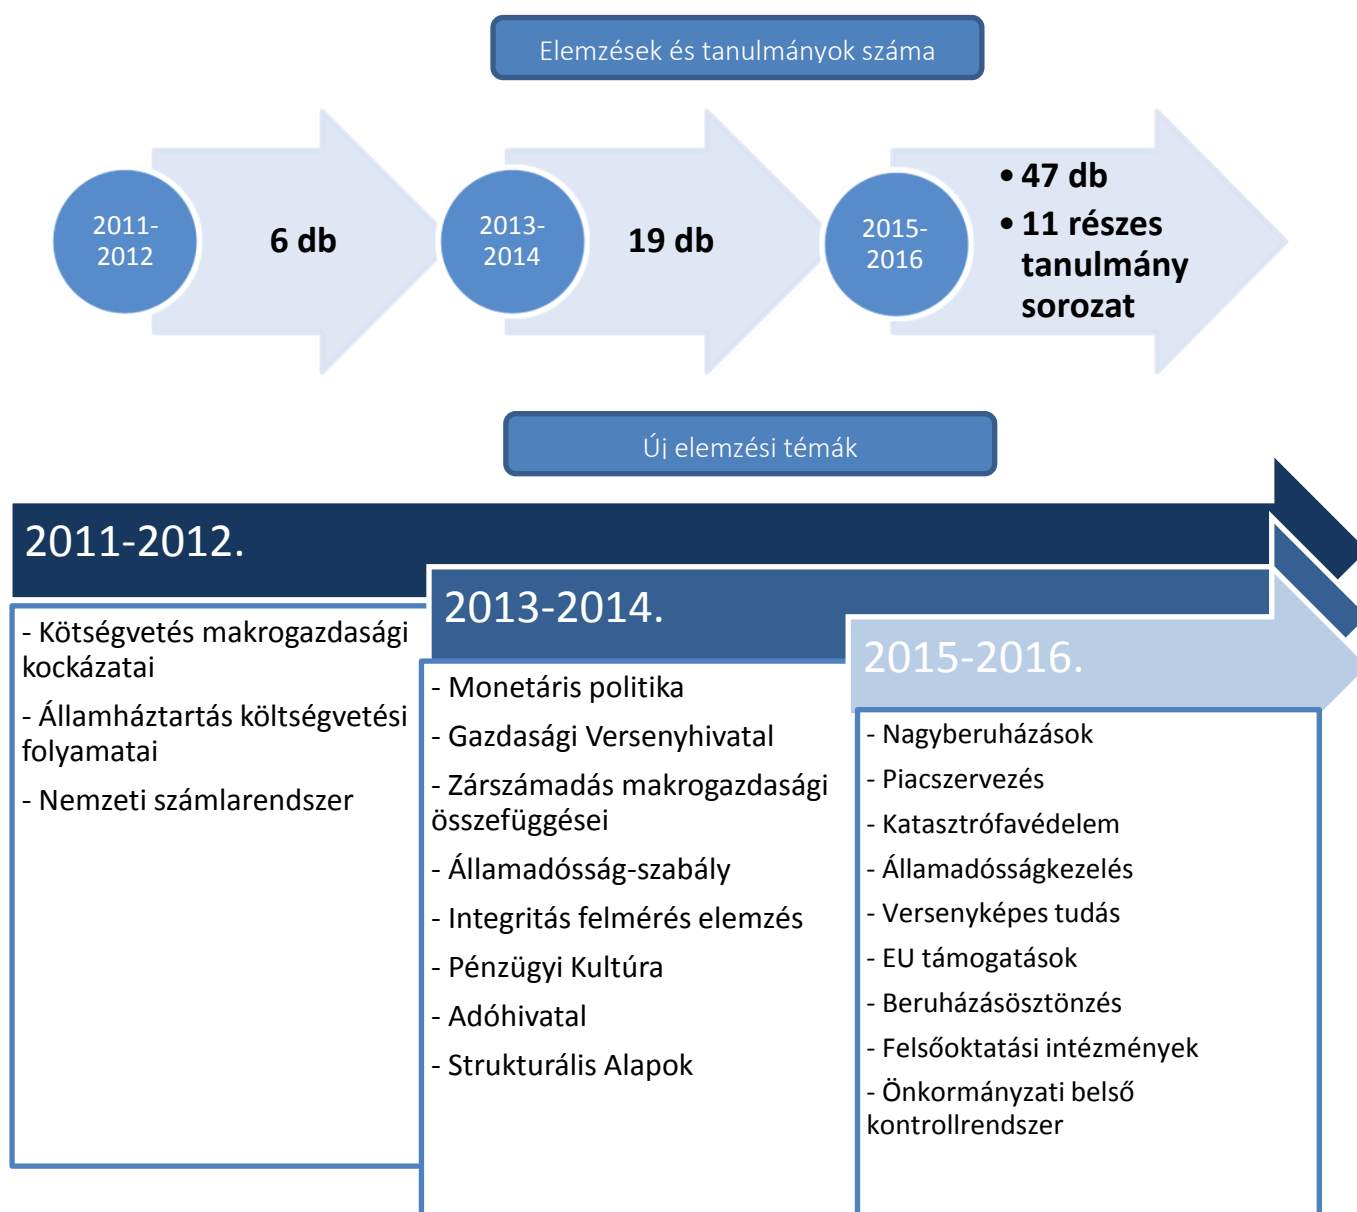 Elemzések és tanulmányok száma
2011-
2012
6 db
2013-
2014
19 db
2015-
2016
• 47 db
• 11 részes
tanulmány
sorozat
Új elemzési témák
2011-2012.
- Kötségvetés makrogazdasági
kockázatai
- Államháztartás költségvetési
folyamatai
- Nemzeti számlarendszer
2013-2014.
- Monetáris politika
- Gazdasági Versenyhivatal
- Zárszámadás makrogazdasági
összefüggései
- Államadósság-szabály
- Integritás felmérés elemzés
- Pénzügyi Kultúra
- Adóhivatal
- Strukturális Alapok
2015-2016.
- Nagyberuházások
- Piacszervezés
- Katasztrófavédelem
- Államadósságkezelés
- Versenyképes tudás
- EU támogatások
- Beruházásösztönzés
- Felsőoktatási intézmények
- Önkormányzati belső
kontrollrendszer